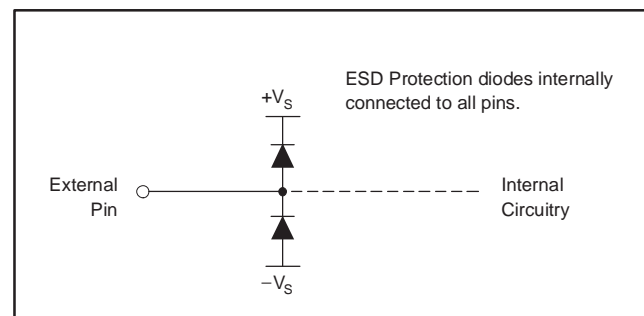 ESD Protection diodes internally
connected to all pins.
+VS
External
Pin
Internal
Circuitry
−VS